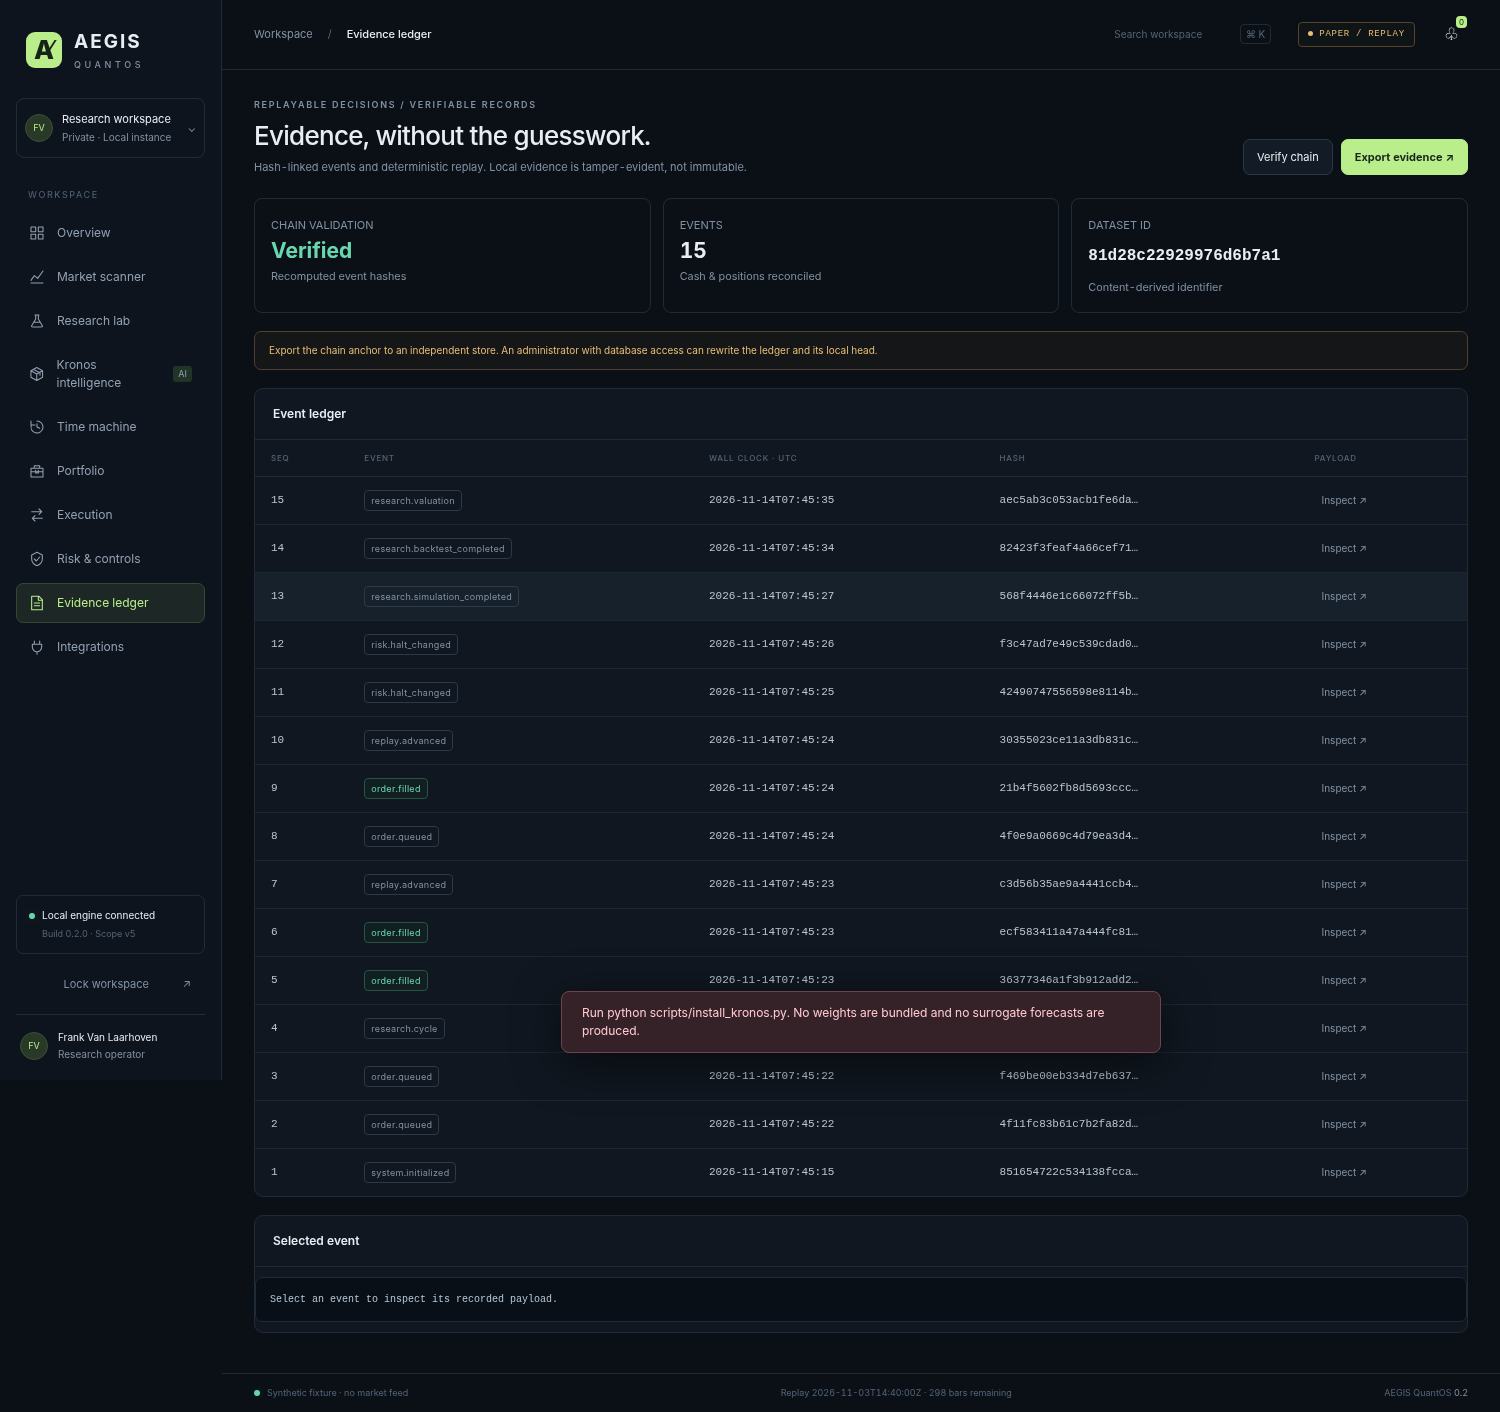 AEGIS
QUANTOS
FV
Research workspace
Private · Local instance
WORKSPACE
Overview
Market scanner
Research lab
Kronos
intelligence
AI
Time machine
Portfolio
Execution
Risk & controls
Evidence ledger
Integrations
Local engine connected
Build 0.2.0 · Scope v5
Lock workspace ↗
FV
Frank Van Laarhoven
Research operator
Workspace / Evidence ledger
Search workspace ⌘ K
PAPER / REPLAY
0
REPLAYABLE DECISIONS / VERIFIABLE RECORDS
Evidence, without the guesswork.
Hash-linked events and deterministic replay. Local evidence is tamper-evident, not immutable.
Verify chain
Export evidence ↗
CHAIN VALIDATION
Verified
Recomputed event hashes
EVENTS
15
Cash & positions reconciled
DATASET ID
81d28c22929976d6b7a1
Content-derived identifier
Export the chain anchor to an independent store. An administrator with database access can rewrite the ledger and its local head.
Event ledger
SEQ EVENT WALL CLOCK · UTC HASH PAYLOAD
15 research.valuation 2026-11-14T07:45:35 aec5ab3c053acb1fe6da… Inspect ↗
14 research.backtest_completed 2026-11-14T07:45:34 82423f3feaf4a66cef71… Inspect ↗
13 research.simulation_completed 2026-11-14T07:45:27 568f4446e1c66072ff5b… Inspect ↗
12 risk.halt_changed 2026-11-14T07:45:26 f3c47ad7e49c539cdad0… Inspect ↗
11 risk.halt_changed 2026-11-14T07:45:25 42490747556598e8114b… Inspect ↗
10 replay.advanced 2026-11-14T07:45:24 30355023ce11a3db831c… Inspect ↗
9 order.filled 2026-11-14T07:45:24 21b4f5602fb8d5693ccc… Inspect ↗
8 order.queued 2026-11-14T07:45:24 4f0e9a0669c4d79ea3d4… Inspect ↗
7 replay.advanced 2026-11-14T07:45:23 c3d56b35ae9a4441ccb4… Inspect ↗
6 order.filled 2026-11-14T07:45:23 ecf583411a47a444fc81… Inspect ↗
5 order.filled 2026-11-14T07:45:23 36377346a1f3b912add2… Inspect ↗
4 research.cycle Inspect ↗
Run python scripts/install_kronos.py. No weights are bundled and no surrogate forecasts are
produced.
3 order.queued 2026-11-14T07:45:22 f469be00eb334d7eb637… Inspect ↗
2 order.queued 2026-11-14T07:45:22 4f11fc83b61c7b2fa82d… Inspect ↗
1 system.initialized 2026-11-14T07:45:15 851654722c534138fcca… Inspect ↗
Selected event
Select an event to inspect its recorded payload.
Synthetic fixture · no market feed
Replay 2026-11-03T14:40:00Z · 298 bars remaining
AEGIS QuantOS 0.2